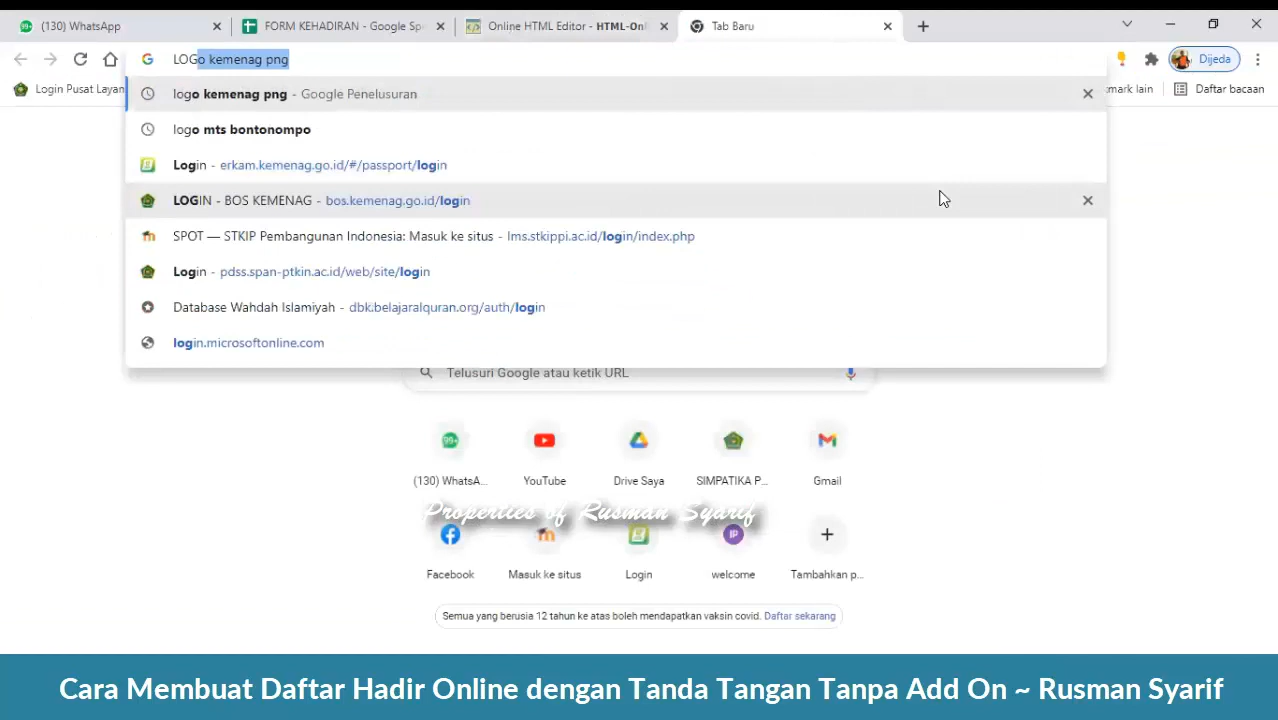 (130) WhatsApp
FORM KEHADIRAN - Google Sp
Online HTML Editor - HTML-Onl
Tab Baru
LOGo kemenag png
Dijeda
Login Pusat Layan
mark lain
Daftar bacaan
logo kemenag png - Google Penelusuran
logo mts bontonompo
Login - erkam.kemenag.go.id/#/passport/login
LOGIN - BOS KEMENAG - bos.kemenag.go.id/login
SPOT — STKIP Pembangunan Indonesia: Masuk ke situs - lms.stkippi.ac.id/login/index.php
Login - pdss.span-ptkin.ac.id/web/site/login
Database Wahdah Islamiyah - dbk.belajaralquran.org/auth/login
login.microsoftonline.com
Telusuri Google atau ketik URL
99+
(130) WhatsA...
YouTube
Drive Saya
SIMPATIKA P...
Gmail
Properties of Rusman Syarif
IP
Facebook
Masuk ke situs
Login
welcome
Tambahkan p...
Semua yang berusia 12 tahun ke atas boleh mendapatkan vaksin covid. Daftar sekarang
Cara Membuat Daftar Hadir Online dengan Tanda Tangan Tanpa Add On ~ Rusman Syarif